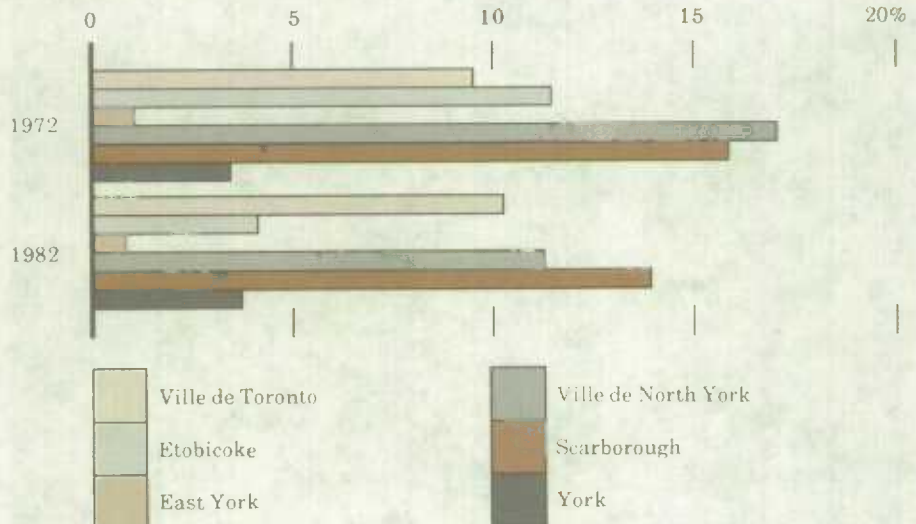 0 5 10 15 20%
1972
1982
Ville de Toronto
Etobicoke
East York
Ville de North York
Scarborough
York